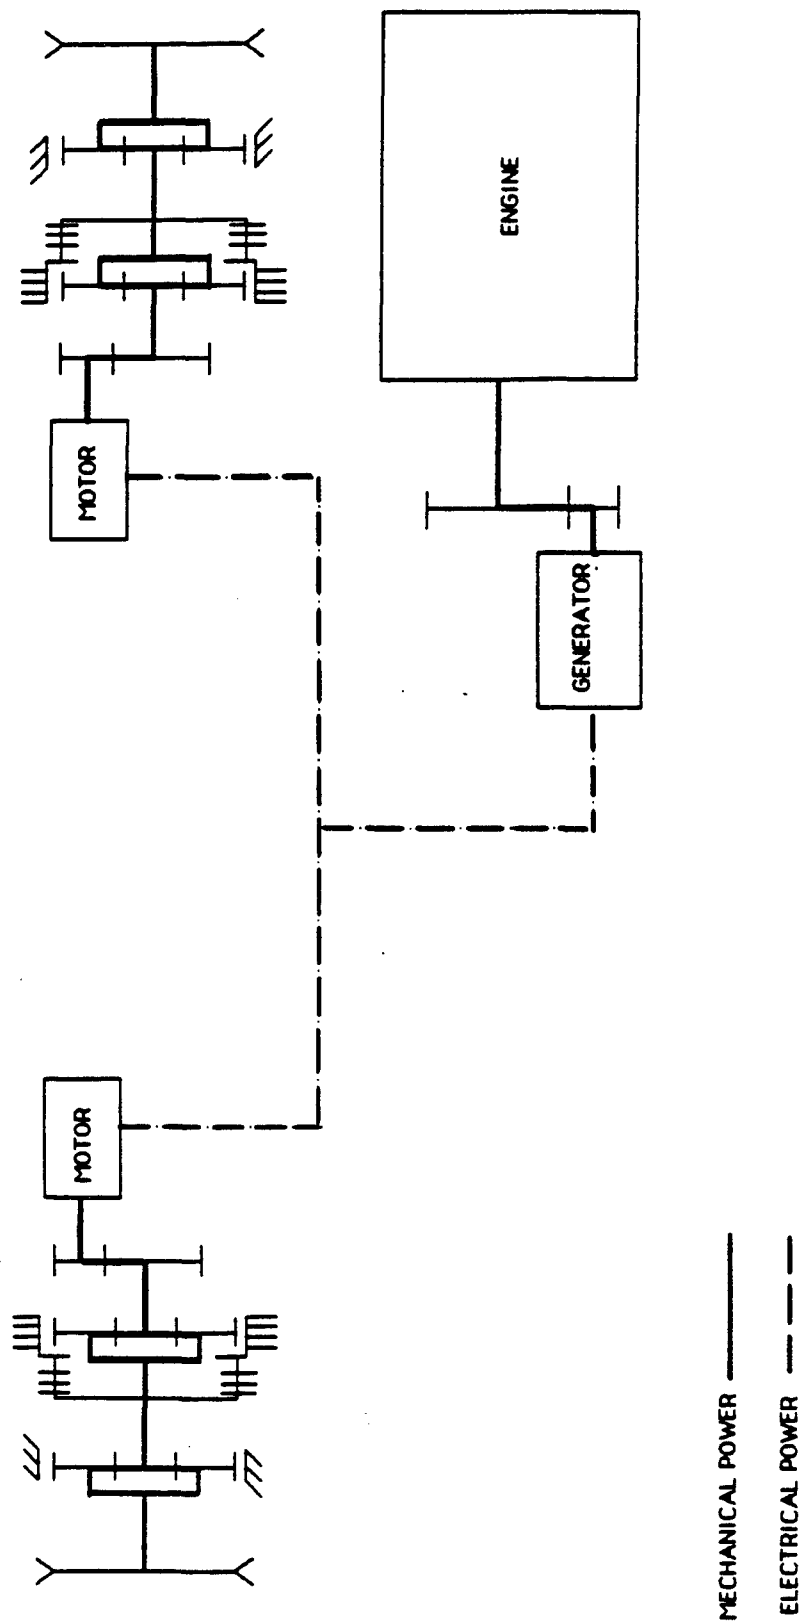 ENGINE
MOTOR
GENERATOR
MOTOR
MECHANICAL POWER
ELECTRICAL POWER